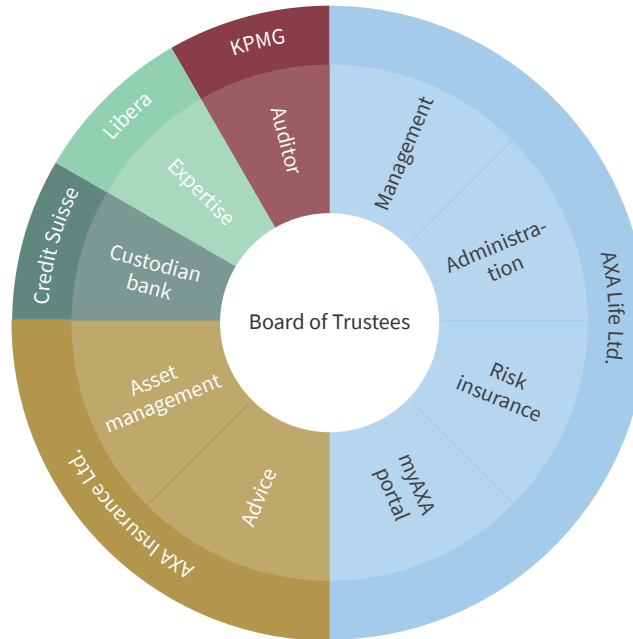 KPMG
Auditor
Libera
Expertise
Credit Suisse
Custodian
bank
AXA Insurance Ltd.
Asset
management
Advice
Board of Trustees
AXA Life Ltd.
Management
Administra-
tion
Risk
insurance
myAXA
portal